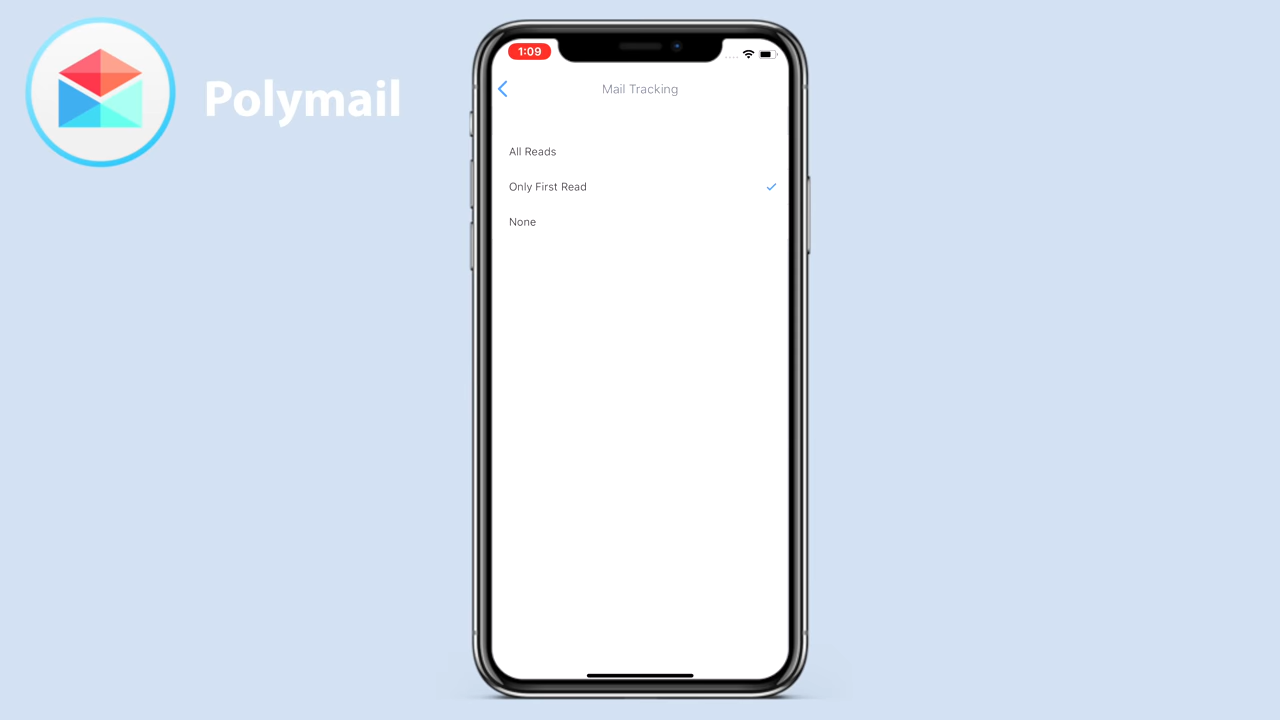 Polymail
1:09
Mail Tracking
All Reads
Only First Read
None